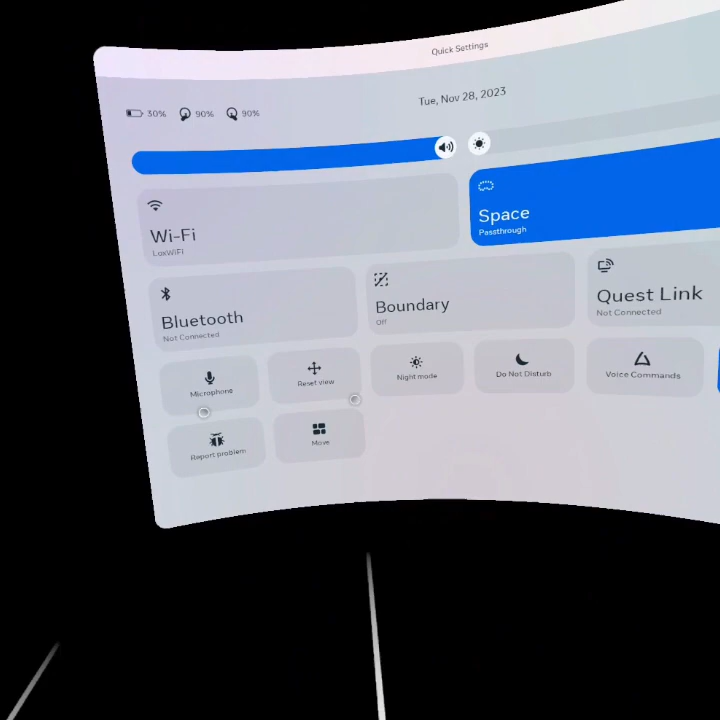 Quick Settings
30% 90% 90%
Tue, Nov 28, 2023
Wi-Fi
LaxWiFi
Space
Passthrough
Bluetooth
Not Connected
Boundary
Off
Quest Link
Not Connected
Microphone
Reset view
Night mode
Do Not Disturb
Voice Commands
Report problem
Move